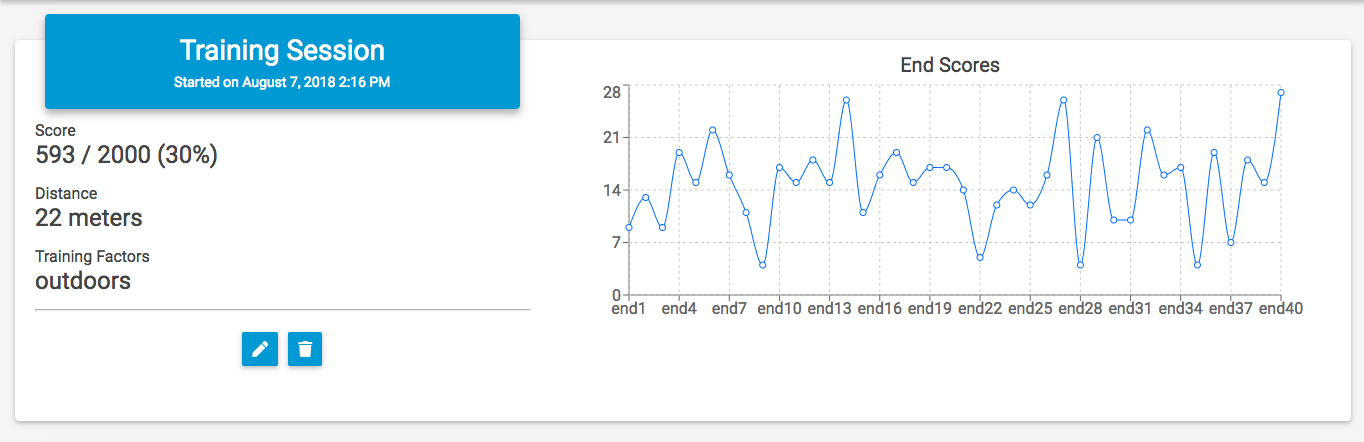 Training Session
Started on August 7, 2018 2:16 PM
Score
593 / 2000 (30%)
Distance
22 meters
Training Factors
outdoors
End Scores
28
21
14
7
0
end1 end4 end7 end10 end13 end16 end19 end22 end25 end28 end31 end34 end37 end40